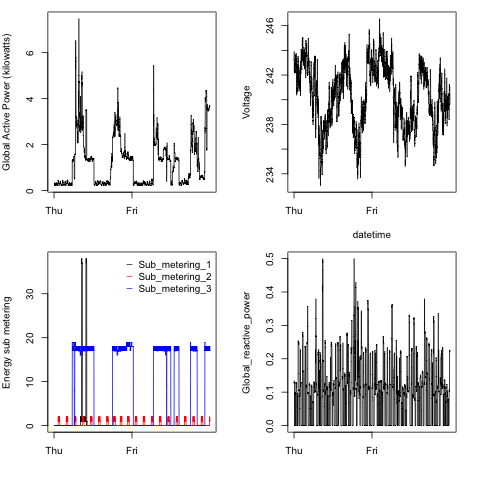 Global Active Power (kilowatts)
0 2 4 6
Thu Fri
Voltage
234 238 242 246
Thu Fri
datetime
Energy sub metering
0 10 20 30
Sub_metering_1
Sub_metering_2
Sub_metering_3
Thu Fri
Global_reactive_power
0.0 0.1 0.2 0.3 0.4 0.5
Thu Fri